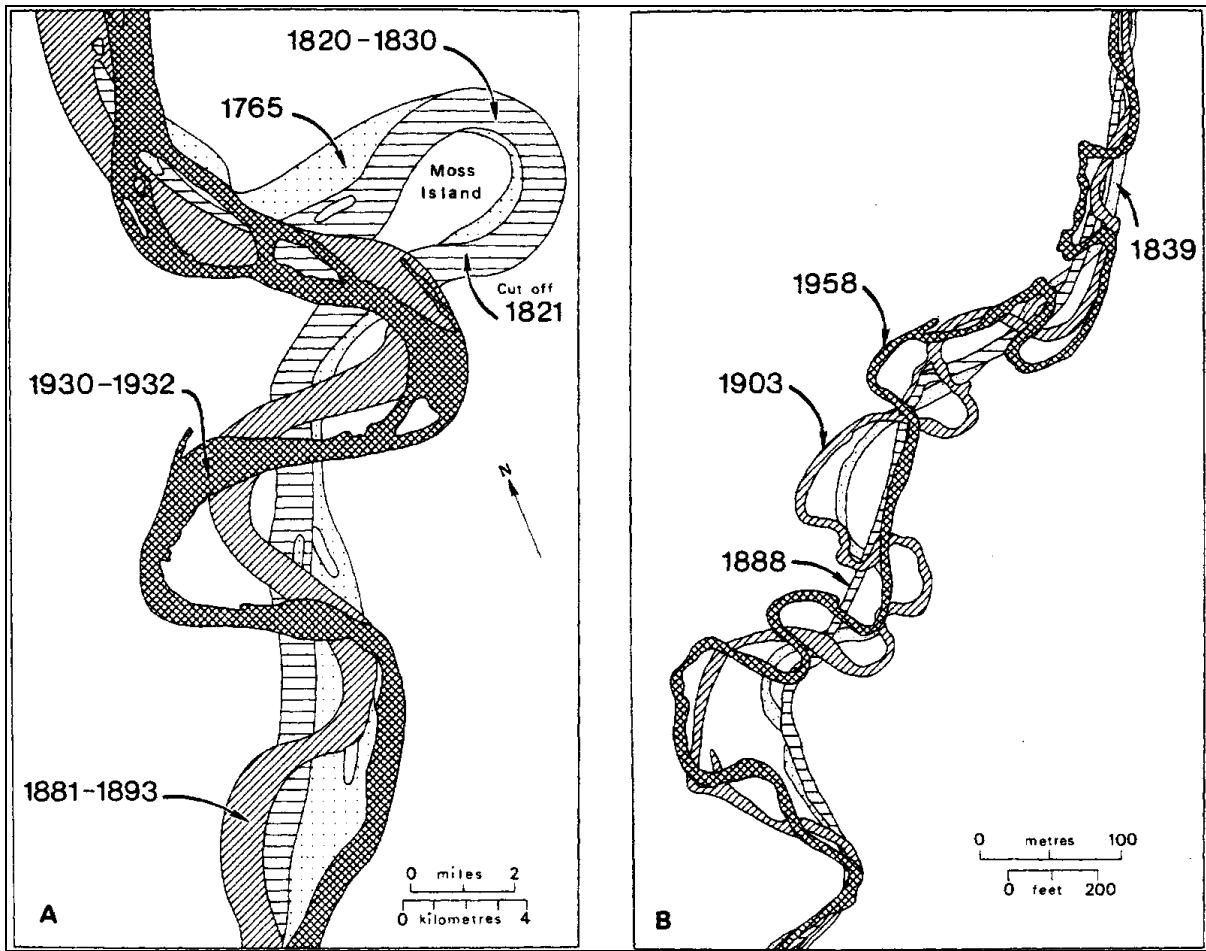 1820-1830
1765
Moss
Island
Cut off
1821
1930-1932
N
1881-1893
0 miles 2
0 kilometres 4
A
1839
1958
1903
1888
0 metres 100
0 feet 200
B